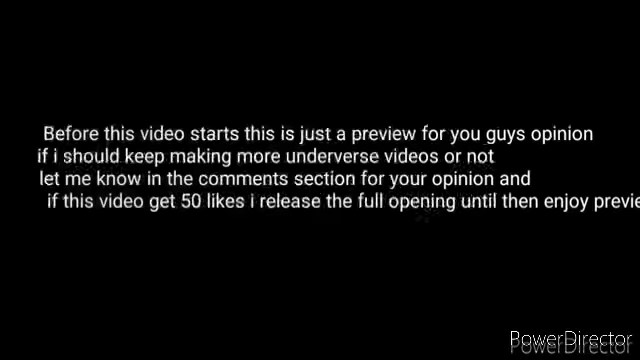 Before this video starts this is just a preview for you guys opinion
if i should keep making more underverse videos or not
let me know in the comments section for your opinion and
if this video get 50 likes i release the full opening until then enjoy previe
PowerDirector